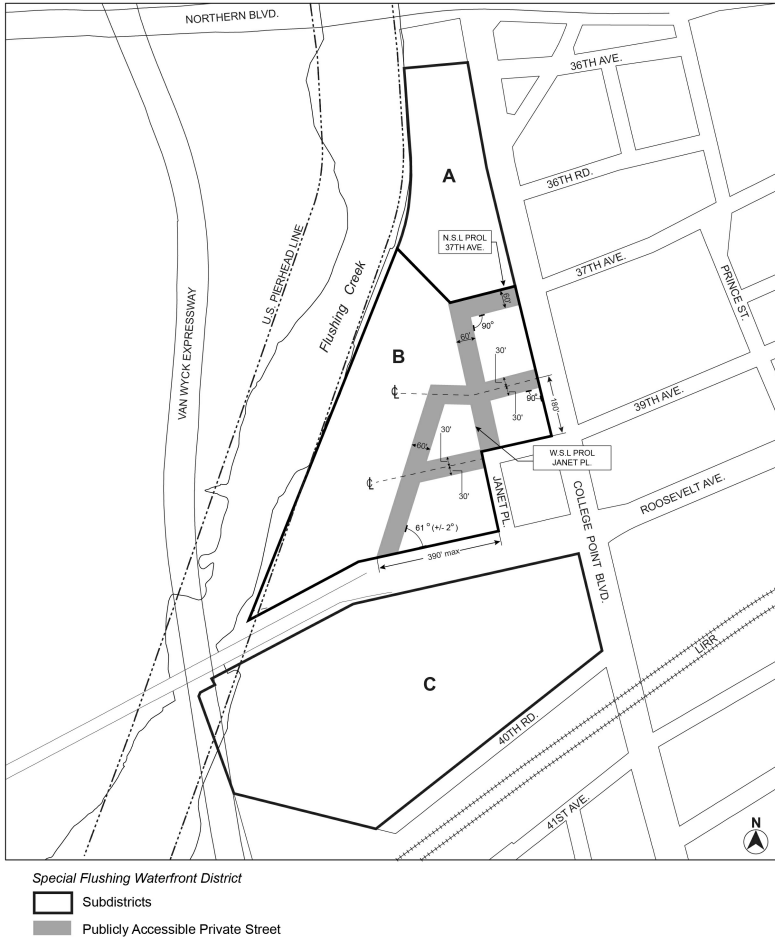 NORTHERN BLVD.
36TH AVE.
A
36TH RD.
N.S.L PROL
37TH AVE.
37TH AVE.
U.S. PIERHEAD LINE
Flushing Creek
PRINCE ST.
VAN WYCK EXPRESSWAY
60'
90°
60'
B
30'
℄
90°
180'
30'
39TH AVE.
30'
60'
W.S.L PROL
JANET PL.
℄
30'
JANET PL.
COLLEGE POINT BLVD.
ROOSEVELT AVE.
61° (+/- 2°)
390' max
LIRR
C
40TH RD.
41ST AVE.
N
Special Flushing Waterfront District
Subdistricts
Publicly Accessible Private Street